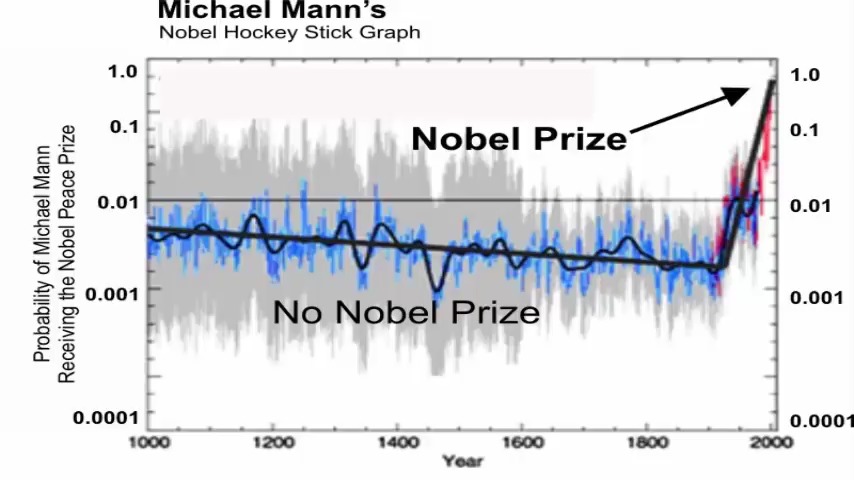 Michael Mann's
Nobel Hockey Stick Graph
1.0
0.1
0.01
0.001
0.0001
Probability of Michael Mann
Receiving the Nobel Peace Prize
Nobel Prize
No Nobel Prize
1.0
0.1
0.01
0.001
0.0001
1000
1200
1400
1600
1800
2000
Year